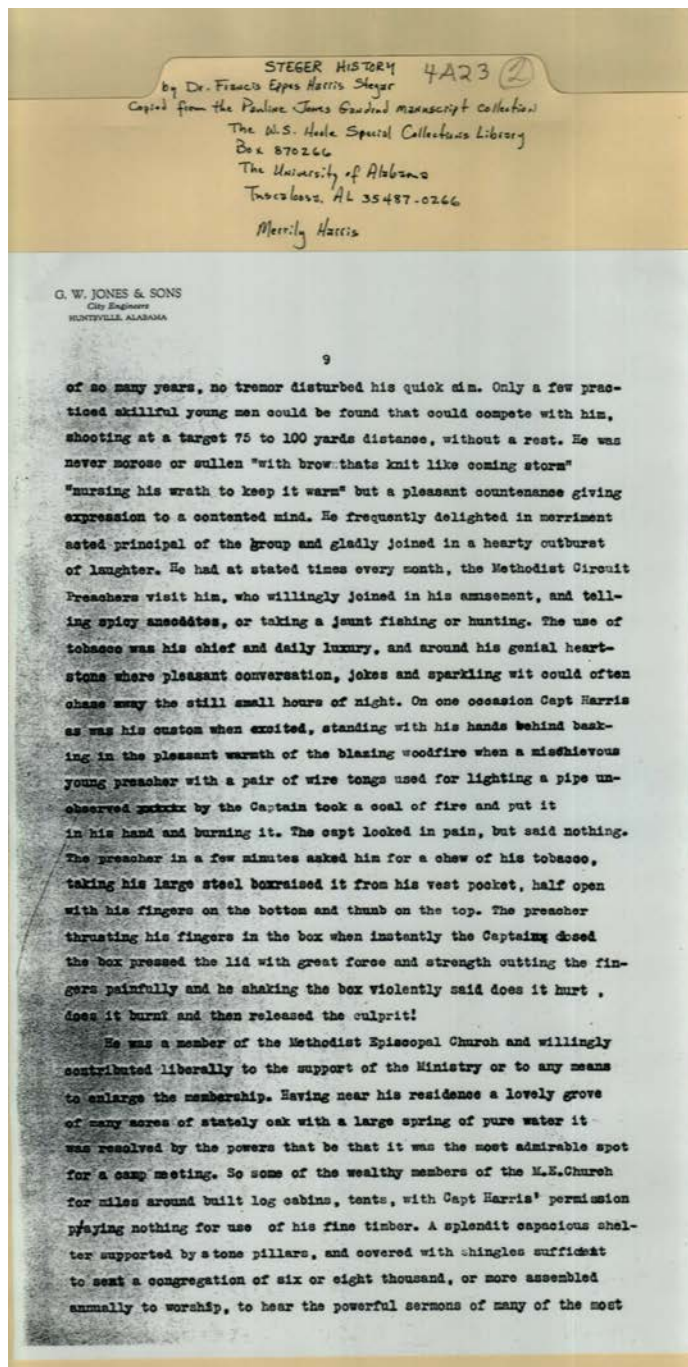 STEGER HISTORY 4A23 2
by Dr. Francis Eppes Harris Steger
Copied from the Pauline Jones Gandrud manuscript collection
The W.S. Hoole Special Collections Library
Box 870266
The University of Alabama
Tuscaloosa, AL 35487-0266
Merrily Harris
G. W. JONES & SONS
City Engineers
HUNTSVILLE, ALABAMA
9
of so many years, no tremor disturbed his quick aim. Only a few prac-
ticed skillful young men could be found that could compete with him,
shooting at a target 75 to 100 yards distance, without a rest. He was
never morose or sullen "with brow thats knit like coming storm"
"nursing his wrath to keep it warm" but a pleasant countenance giving
expression to a contented mind. He frequently delighted in merriment
acted principal of the group and gladly joined in a hearty outburst
of laughter. He had at stated times every month, the Methodist Circuit
Preachers visit him, who willingly joined in his amusement, and tell-
ing spicy anecdotes, or taking a jaunt fishing or hunting. The use of
tobacco was his chief and daily luxury, and around his genial heart-
stone where pleasant conversation, jokes and sparkling wit could often
chase away the still small hours of night. On one occasion Capt Harris
as was his custom when excited, standing with his hands behind bask-
ing in the pleasant warmth of the blazing woodfire when a mischievous
young preacher with a pair of wire tongs used for lighting a pipe un-
observed by the Captain took a coal of fire and put it
in his hand and burning it. The capt looked in pain, but said nothing.
The preacher in a few minutes asked him for a chew of his tobacco,
taking his large steel boxraised it from his vest pocket, half open
with his fingers on the bottom and thumb on the top. The preacher
thrusting his fingers in the box when instantly the Captain closed
the box pressed the lid with great force and strength cutting the fin-
gers painfully and he shaking the box violently said does it hurt ,
does it burn? and then released the culprit!
He was a member of the Methodist Episcopal Church and willingly
contributed liberally to the support of the Ministry or to any means
to enlarge the membership. Having near his residence a lovely grove
of many acres of stately oak with a large spring of pure water it
was resolved by the powers that be that it was the most admirable spot
for a camp meeting. So some of the wealthy members of the M.E.Church
for miles around built log cabins, tents, with Capt Harris' permission
paying nothing for use of his fine timber. A splendit capacious shel-
ter supported by stone pillars, and covered with shingles sufficient
to seat a congregation of six or eight thousand, or more assembled
annually to worship, to hear the powerful sermons of many of the most